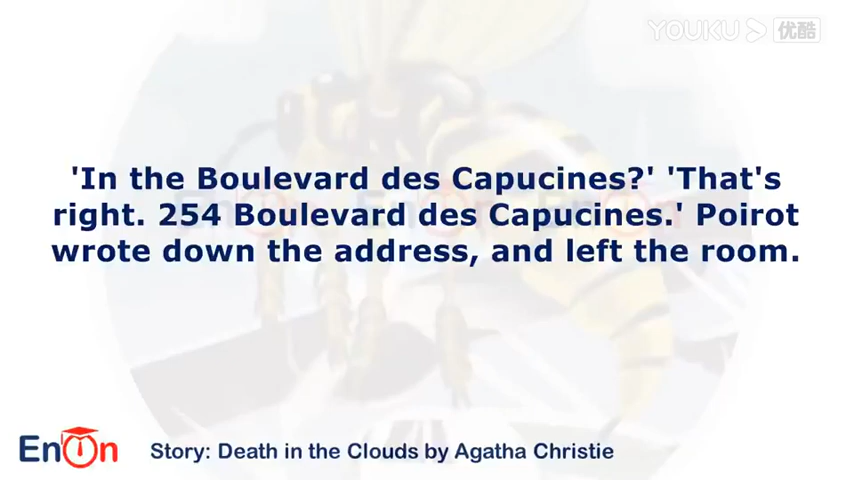 YOUKU 优酷
'In the Boulevard des Capucines?' 'That's
right. 254 Boulevard des Capucines.' Poirot
wrote down the address, and left the room.
EnOn
Story: Death in the Clouds by Agatha Christie